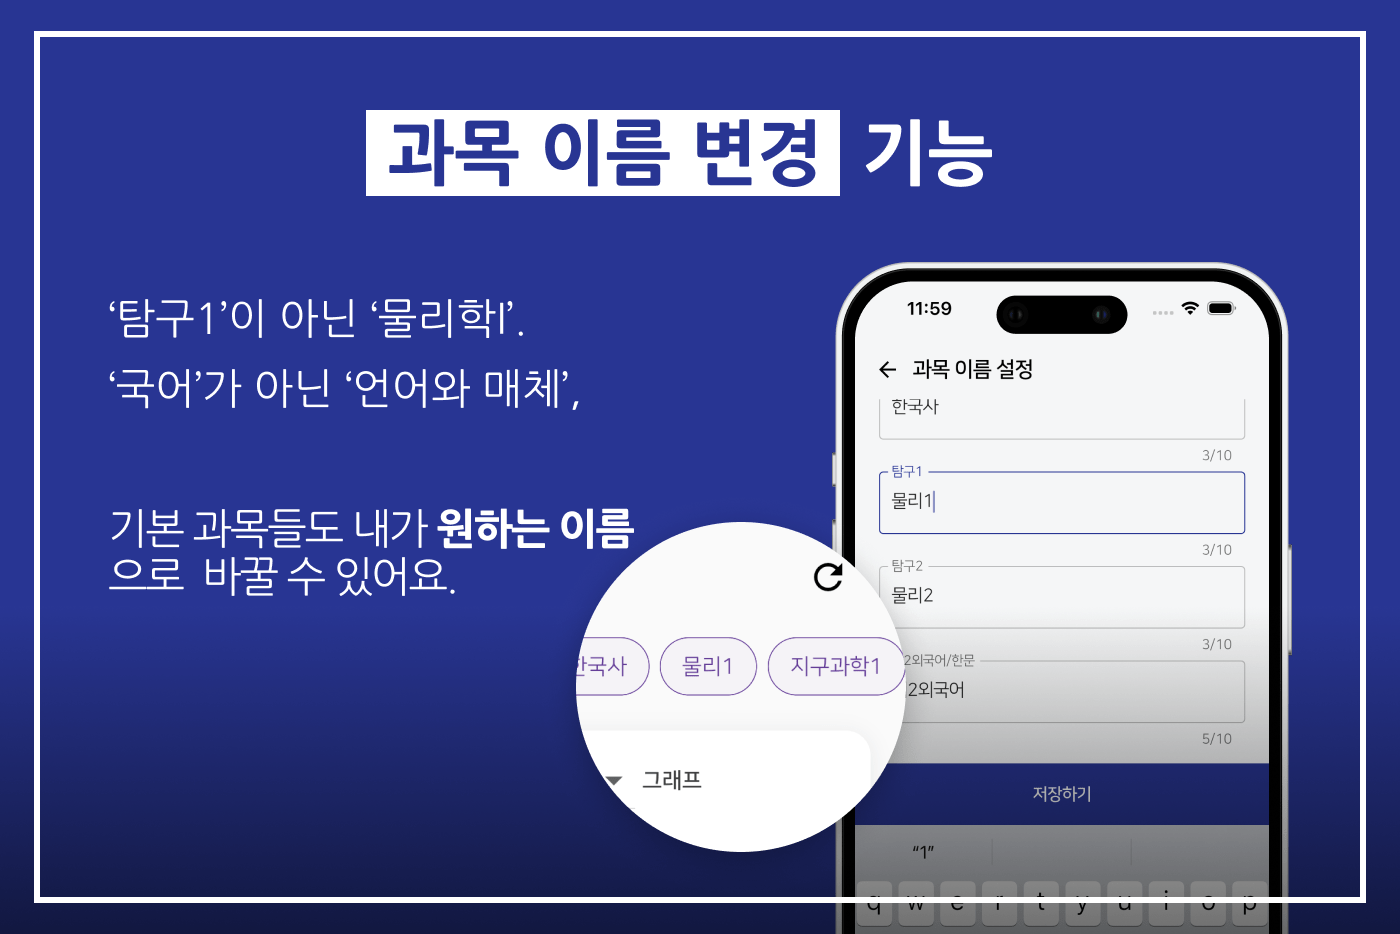 과목 이름 변경 기능
‘탐구1’이 아닌 ‘물리학I’.
‘국어’가 아닌 ‘언어와 매체’,
기본 과목들도 내가 원하는 이름
으로 바꿀 수 있어요.
한국사
물리1
지구과학1
그래프
11:59
과목 이름 설정
한국사
3/10
탐구1
물리1
3/10
탐구2
물리2
3/10
2외국어/한문
2외국어
5/10
저장하기
“1”
q w e r t y u i o p